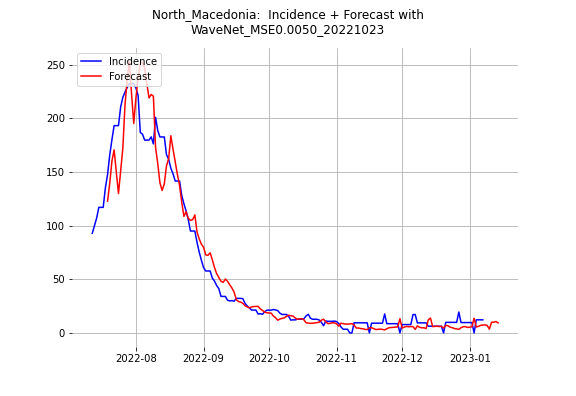 North_Macedonia:  Incidence + Forecast with
WaveNet_MSE0.0050_20221023
Incidence
Forecast
250
200
150
100
50
0
2022-08 2022-09 2022-10 2022-11 2022-12 2023-01